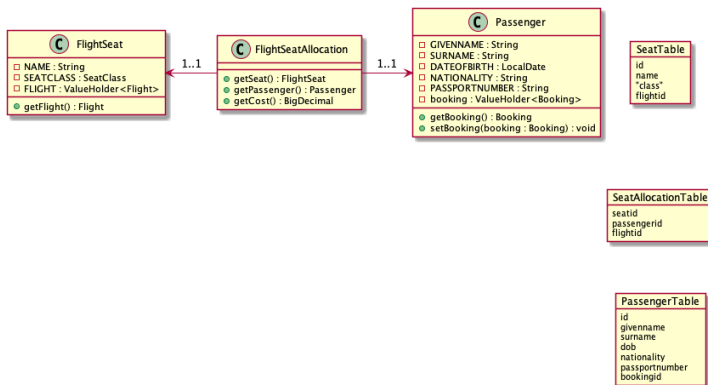 C FlightSeat
NAME : String
SEATCLASS : SeatClass
FLIGHT : ValueHolder<Flight>
getFlight() : Flight
1..1
C FlightSeatAllocation
getSeat() : FlightSeat
getPassenger() : Passenger
getCost() : BigDecimal
1..1
C Passenger
GIVENNAME : String
SURNAME : String
DATEOFBIRTH : LocalDate
NATIONALITY : String
PASSPORTNUMBER : String
booking : ValueHolder<Booking>
getBooking() : Booking
setBooking(booking : Booking) : void
SeatTable
id
name
"class"
flightid
SeatAllocationTable
seatid
passengerid
flightid
PassengerTable
id
givenname
surname
dob
nationality
passportnumber
bookingid